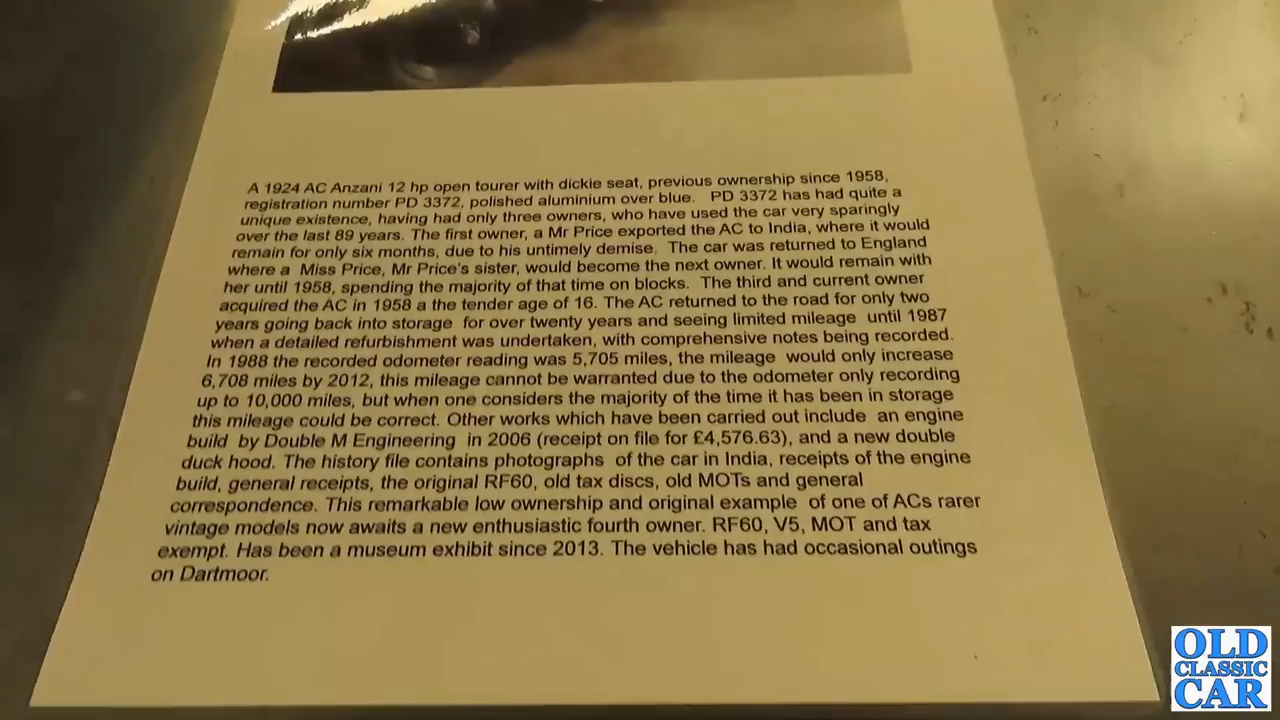 A 1924 AC Anzani 12 hp open tourer with dickie seat, previous ownership since 1958,
registration number PD 3372, polished aluminium over blue. PD 3372 has had quite a
unique existence, having had only three owners, who have used the car very sparingly
over the last 89 years. The first owner, a Mr Price exported the AC to India, where it would
remain for only six months, due to his untimely demise. The car was returned to England
where a Miss Price, Mr Price's sister, would become the next owner. It would remain with
her until 1958, spending the majority of that time on blocks. The third and current owner
acquired the AC in 1958 a the tender age of 16. The AC returned to the road for only two
years going back into storage for over twenty years and seeing limited mileage until 1987
when a detailed refurbishment was undertaken, with comprehensive notes being recorded.
In 1988 the recorded odometer reading was 5,705 miles, the mileage would only increase
6,708 miles by 2012, this mileage cannot be warranted due to the odometer only recording
up to 10,000 miles, but when one considers the majority of the time it has been in storage
this mileage could be correct. Other works which have been carried out include an engine
build by Double M Engineering in 2006 (receipt on file for £4,576.63), and a new double
duck hood. The history file contains photographs of the car in India, receipts of the engine
build, general receipts, the original RF60, old tax discs, old MOTs and general
correspondence. This remarkable low ownership and original example of one of ACs rarer
vintage models now awaits a new enthusiastic fourth owner. RF60, V5, MOT and tax
exempt. Has been a museum exhibit since 2013. The vehicle has had occasional outings
on Dartmoor.
OLD
CLASSIC
CAR